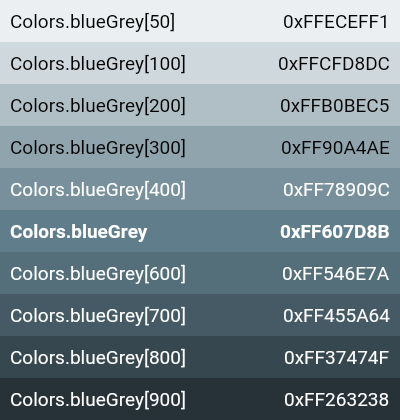 Colors.blueGrey[50] 0xFFECEFF1
Colors.blueGrey[100] 0xFFCFD8DC
Colors.blueGrey[200] 0xFFB0BEC5
Colors.blueGrey[300] 0xFF90A4AE
Colors.blueGrey[400] 0xFF78909C
Colors.blueGrey 0xFF607D8B
Colors.blueGrey[600] 0xFF546E7A
Colors.blueGrey[700] 0xFF455A64
Colors.blueGrey[800] 0xFF37474F
Colors.blueGrey[900] 0xFF263238